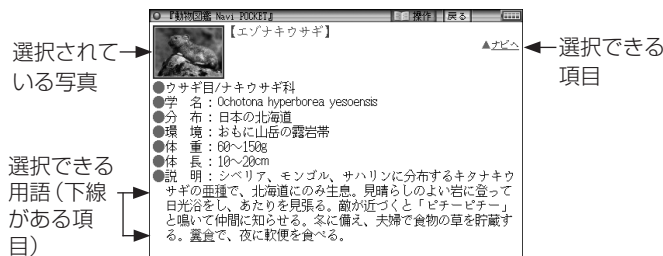 『動物図鑑 Navi POCKET』 操作 戻る
【エゾナキウサギ】
▲ナビへ
選択されて
いる写真
選択できる
項目
●ウサギ目/ナキウサギ科
●学 名：Ochotona hyperborea yesoensis
●分 布：日本の北海道
●環 境：おもに山岳の露岩帯
●体 重：60～150g
●体 長：10～20cm
●説 明：シベリア、モンゴル、サハリンに分布するキタナキウ
サギの亜種で、北海道にのみ生息。見晴らしのよい岩に登って
日光浴をし、あたりを見張る。敵が近づくと「ピチーピチー」
と鳴いて仲間に知らせる。冬に備え、夫婦で食物の草を貯蔵す
る。糞食で、夜に軟便を食べる。
選択できる
用語（下線
がある項
目）